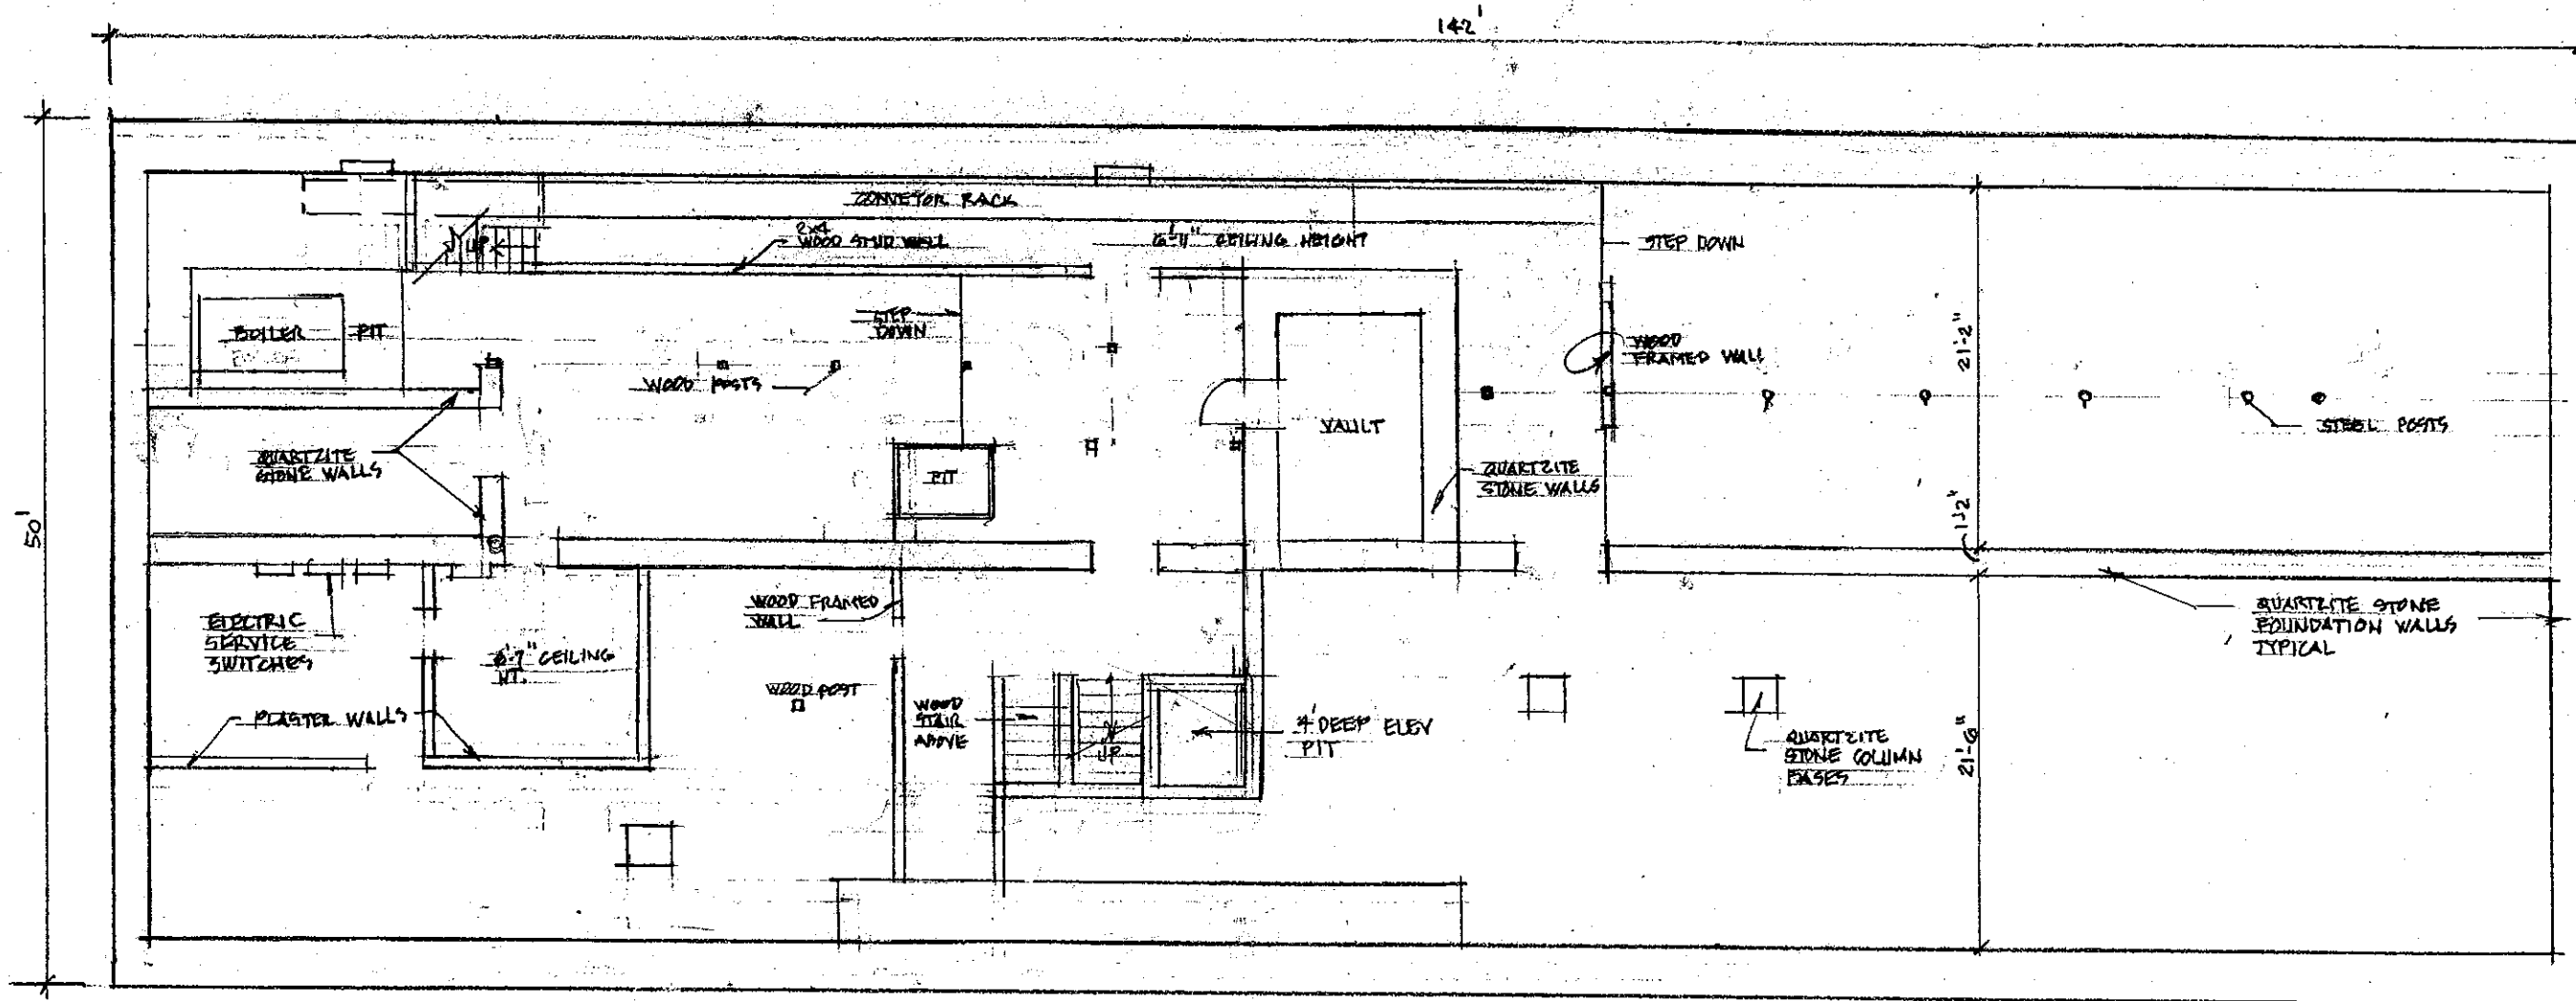 142'
50'
CONVEYOR RACK
UP
2x4
WOOD STUD WALL
6'-11" CEILING HEIGHT
STEP DOWN
BOILER PIT
STEP
DOWN
WOOD POSTS
WOOD
FRAMED WALL
21'-2"
STEEL POSTS
VAULT
QUARTZITE
STONE WALLS
PIT
QUARTZITE
STONE WALLS
1'-2"
ELECTRIC
SERVICE
SWITCHES
WOOD FRAMED
WALL
QUARTZITE STONE
FOUNDATION WALLS
TYPICAL
CEILING
HT.
WOOD POST
PLASTER WALLS
WOOD
STAIR
ABOVE
UP
4' DEEP ELEV
PIT
QUARTZITE
STONE COLUMN
BASES
21'-6"